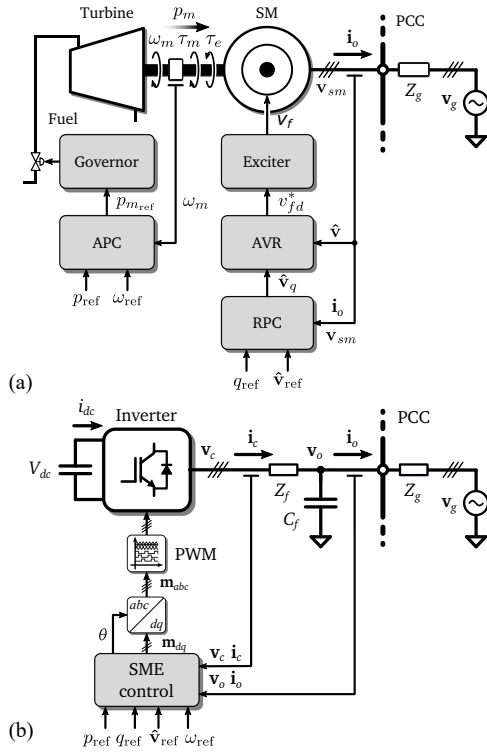 Turbine p_m SM i_o PCC
ω_m τ_m τ_e
v_sm Z_g v_g
Fuel v_f
Governor Exciter
p_m_ref ω_m v*_fd
APC AVR v̂
p_ref ω_ref v̂_q
RPC i_o
v_sm
q_ref v̂_ref
(a)
i_dc Inverter i_c v_o i_o PCC
v_c
V_dc Z_f Z_g v_g
C_f
PWM
m_abc
abc
dq
θ m_dq
SME
control
v_c i_c
v_o i_o
p_ref q_ref v̂_ref ω_ref
(b)